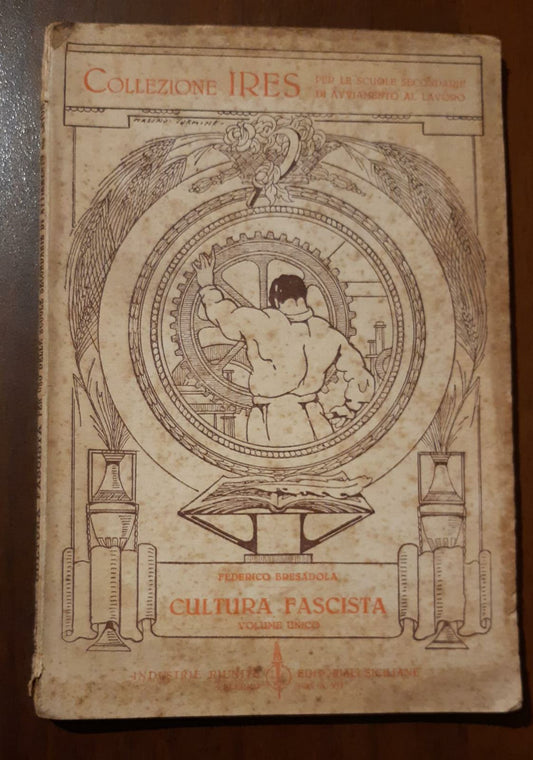 COLLEZIONE IRES
PER LE SCUOLE SECONDARIE
DI AVVIAMENTO AL LAVORO
FEDERICO BRESADOLA
CULTURA FASCISTA
VOLUME UNICO
INDUSTRIE RIUNITE EDITORIALI SICILIANE